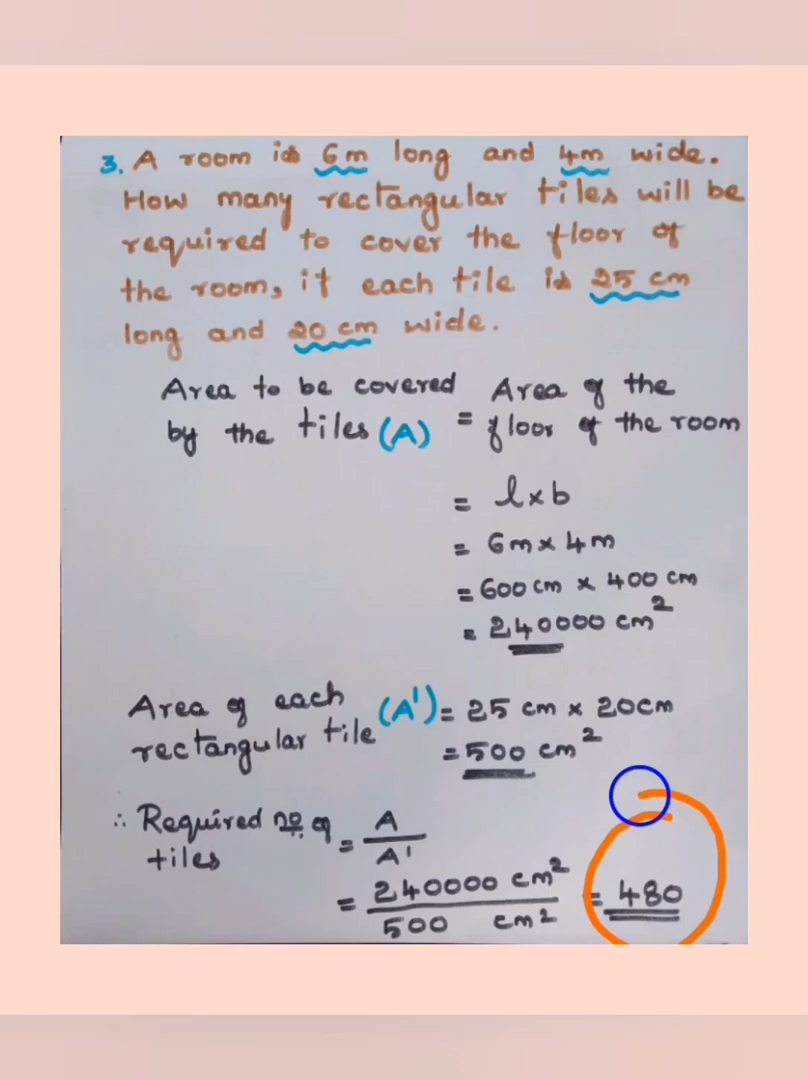 3. A room is 6m long and 4m wide.
How many rectangular tiles will be
required to cover the floor of
the room, if each tile is 25 cm
long and 20 cm wide.
Area to be covered by the tiles (A) = Area of the floor of the room
= l x b
= 6m x 4m
= 600 cm x 400 cm
= 240000 cm²
Area of each rectangular tile (A') = 25 cm x 20cm
= 500 cm²
∴ Required no of tiles = A / A'
= 240000 cm² / 500 cm² = 480